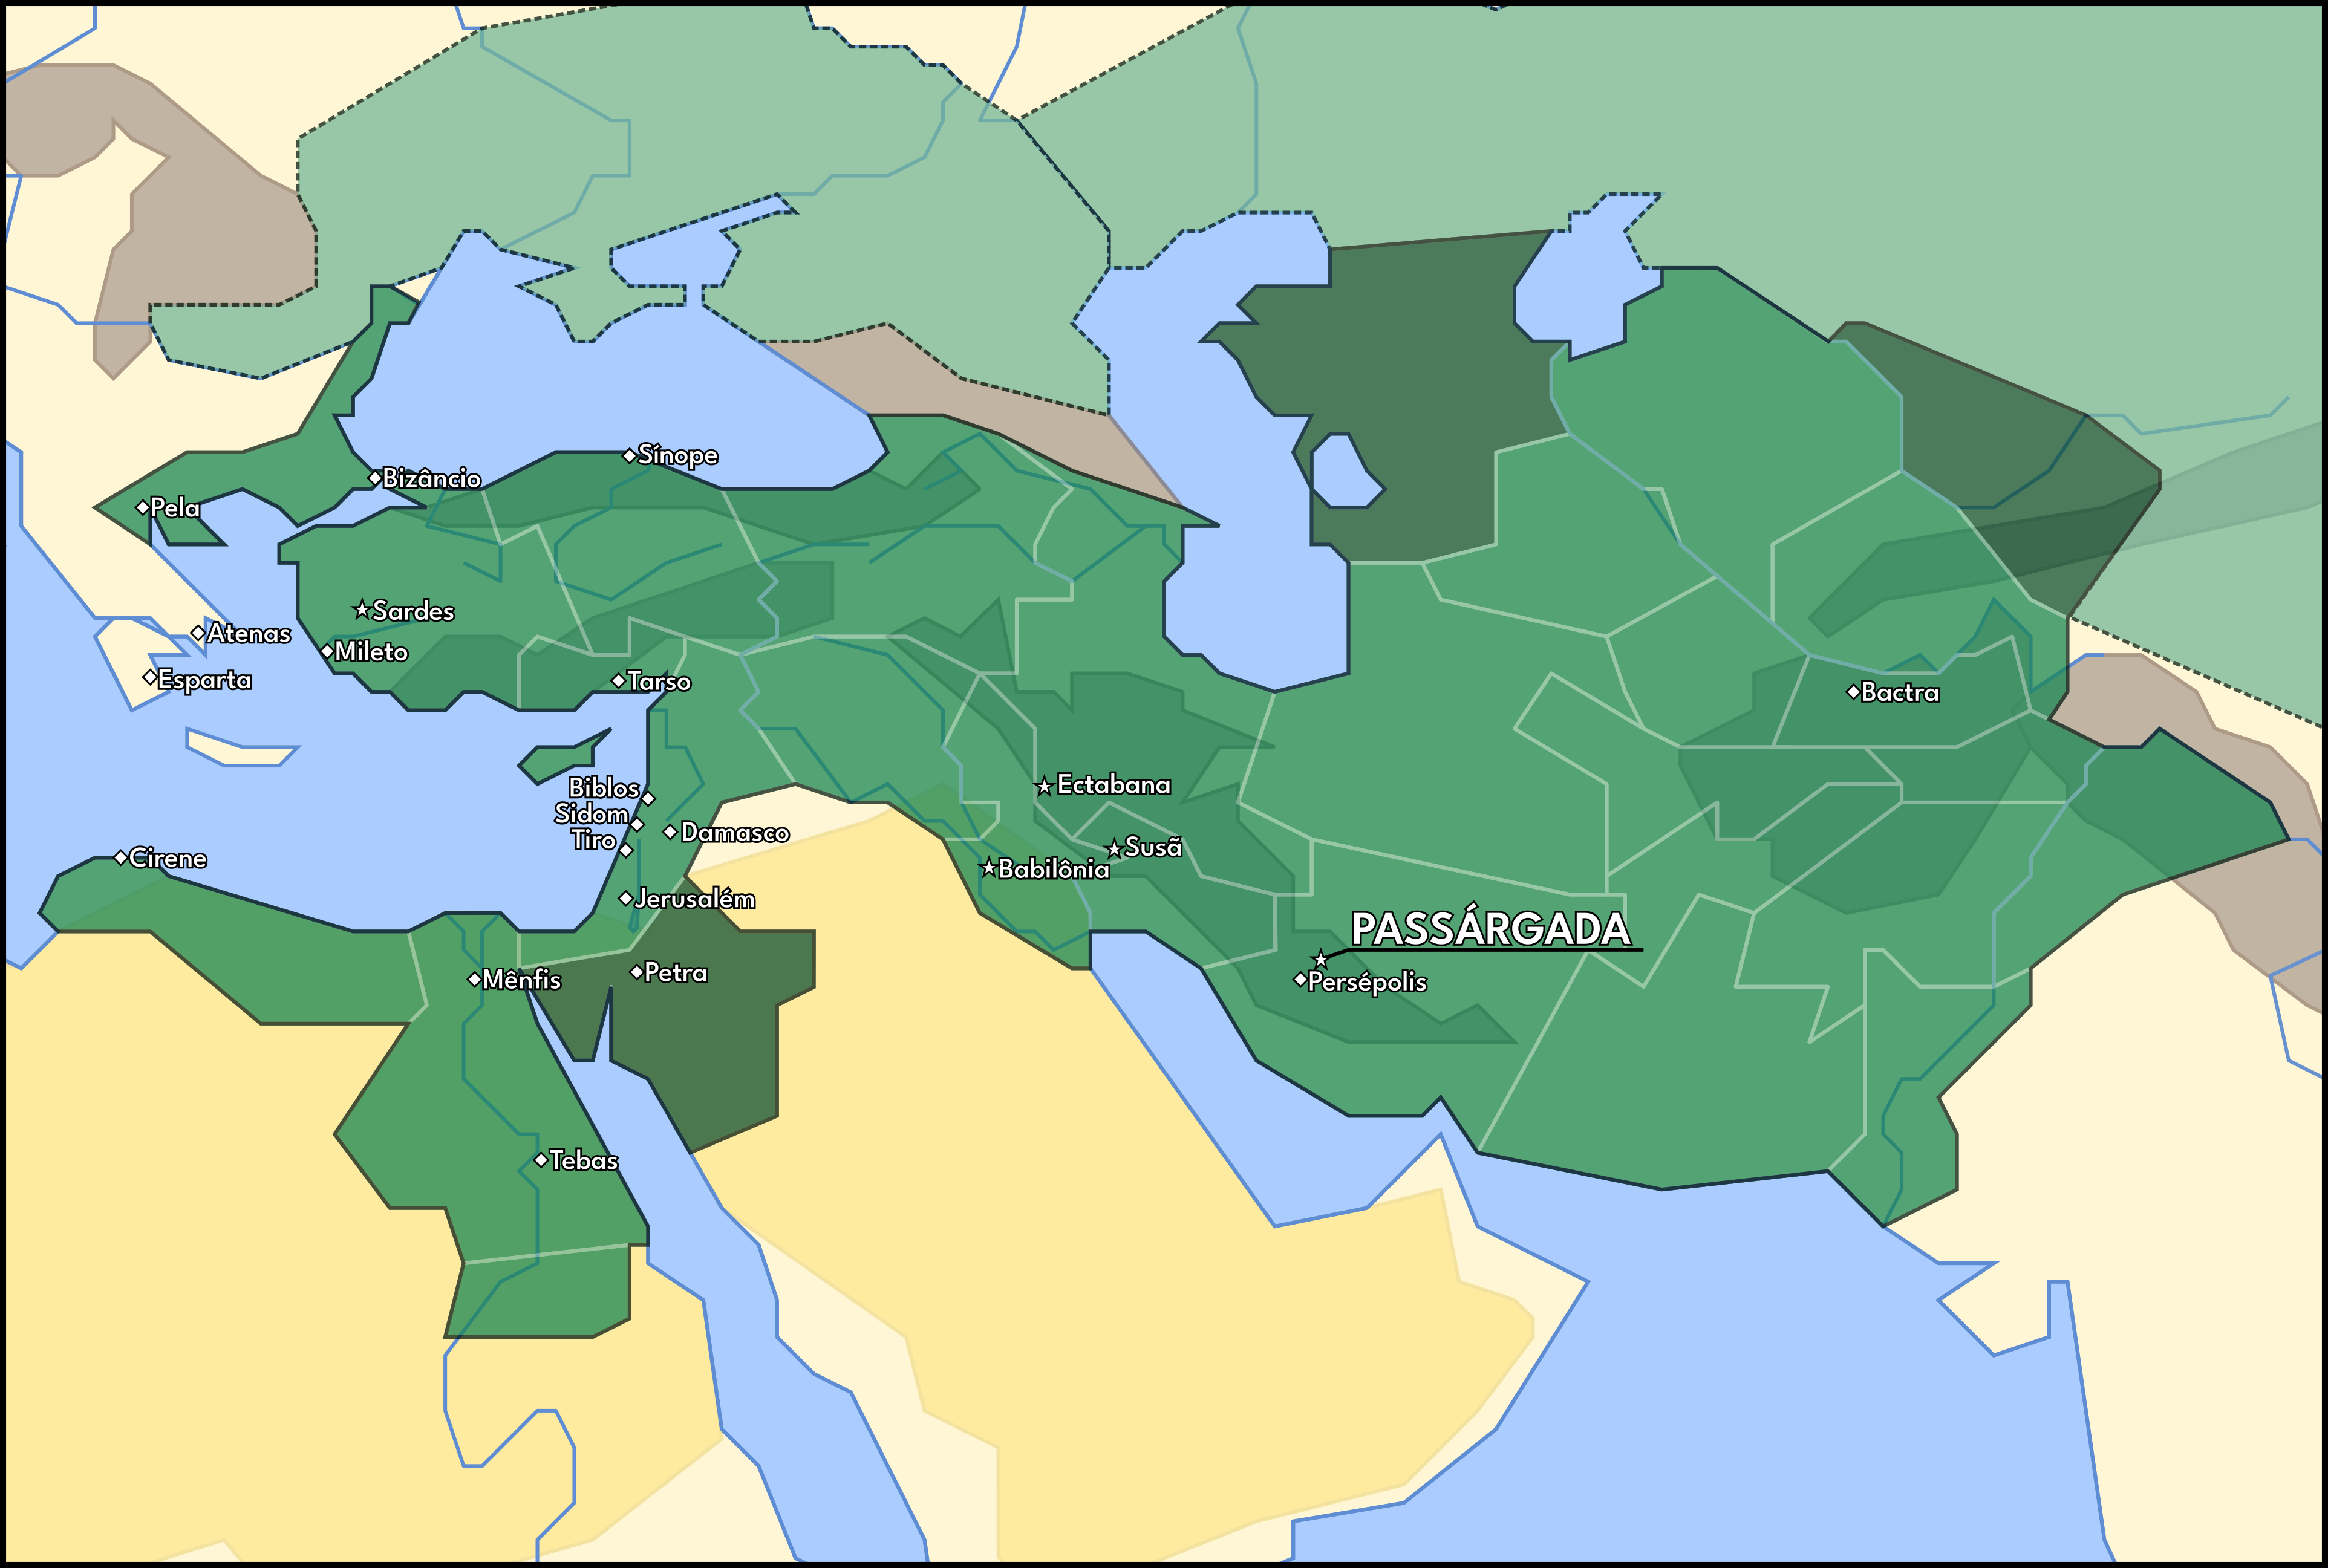 Sínope
Bizâncio
Pela
Sardes
Atenas
Mileto
Esparta
Tarso
Bactra
Biblos
Ectabana
Sidom
Tiro
Damasco
Susã
Cirene
Babilônia
Jerusalém
PASSÁRGADA
Petra
Mênfis
Persépolis
Tebas